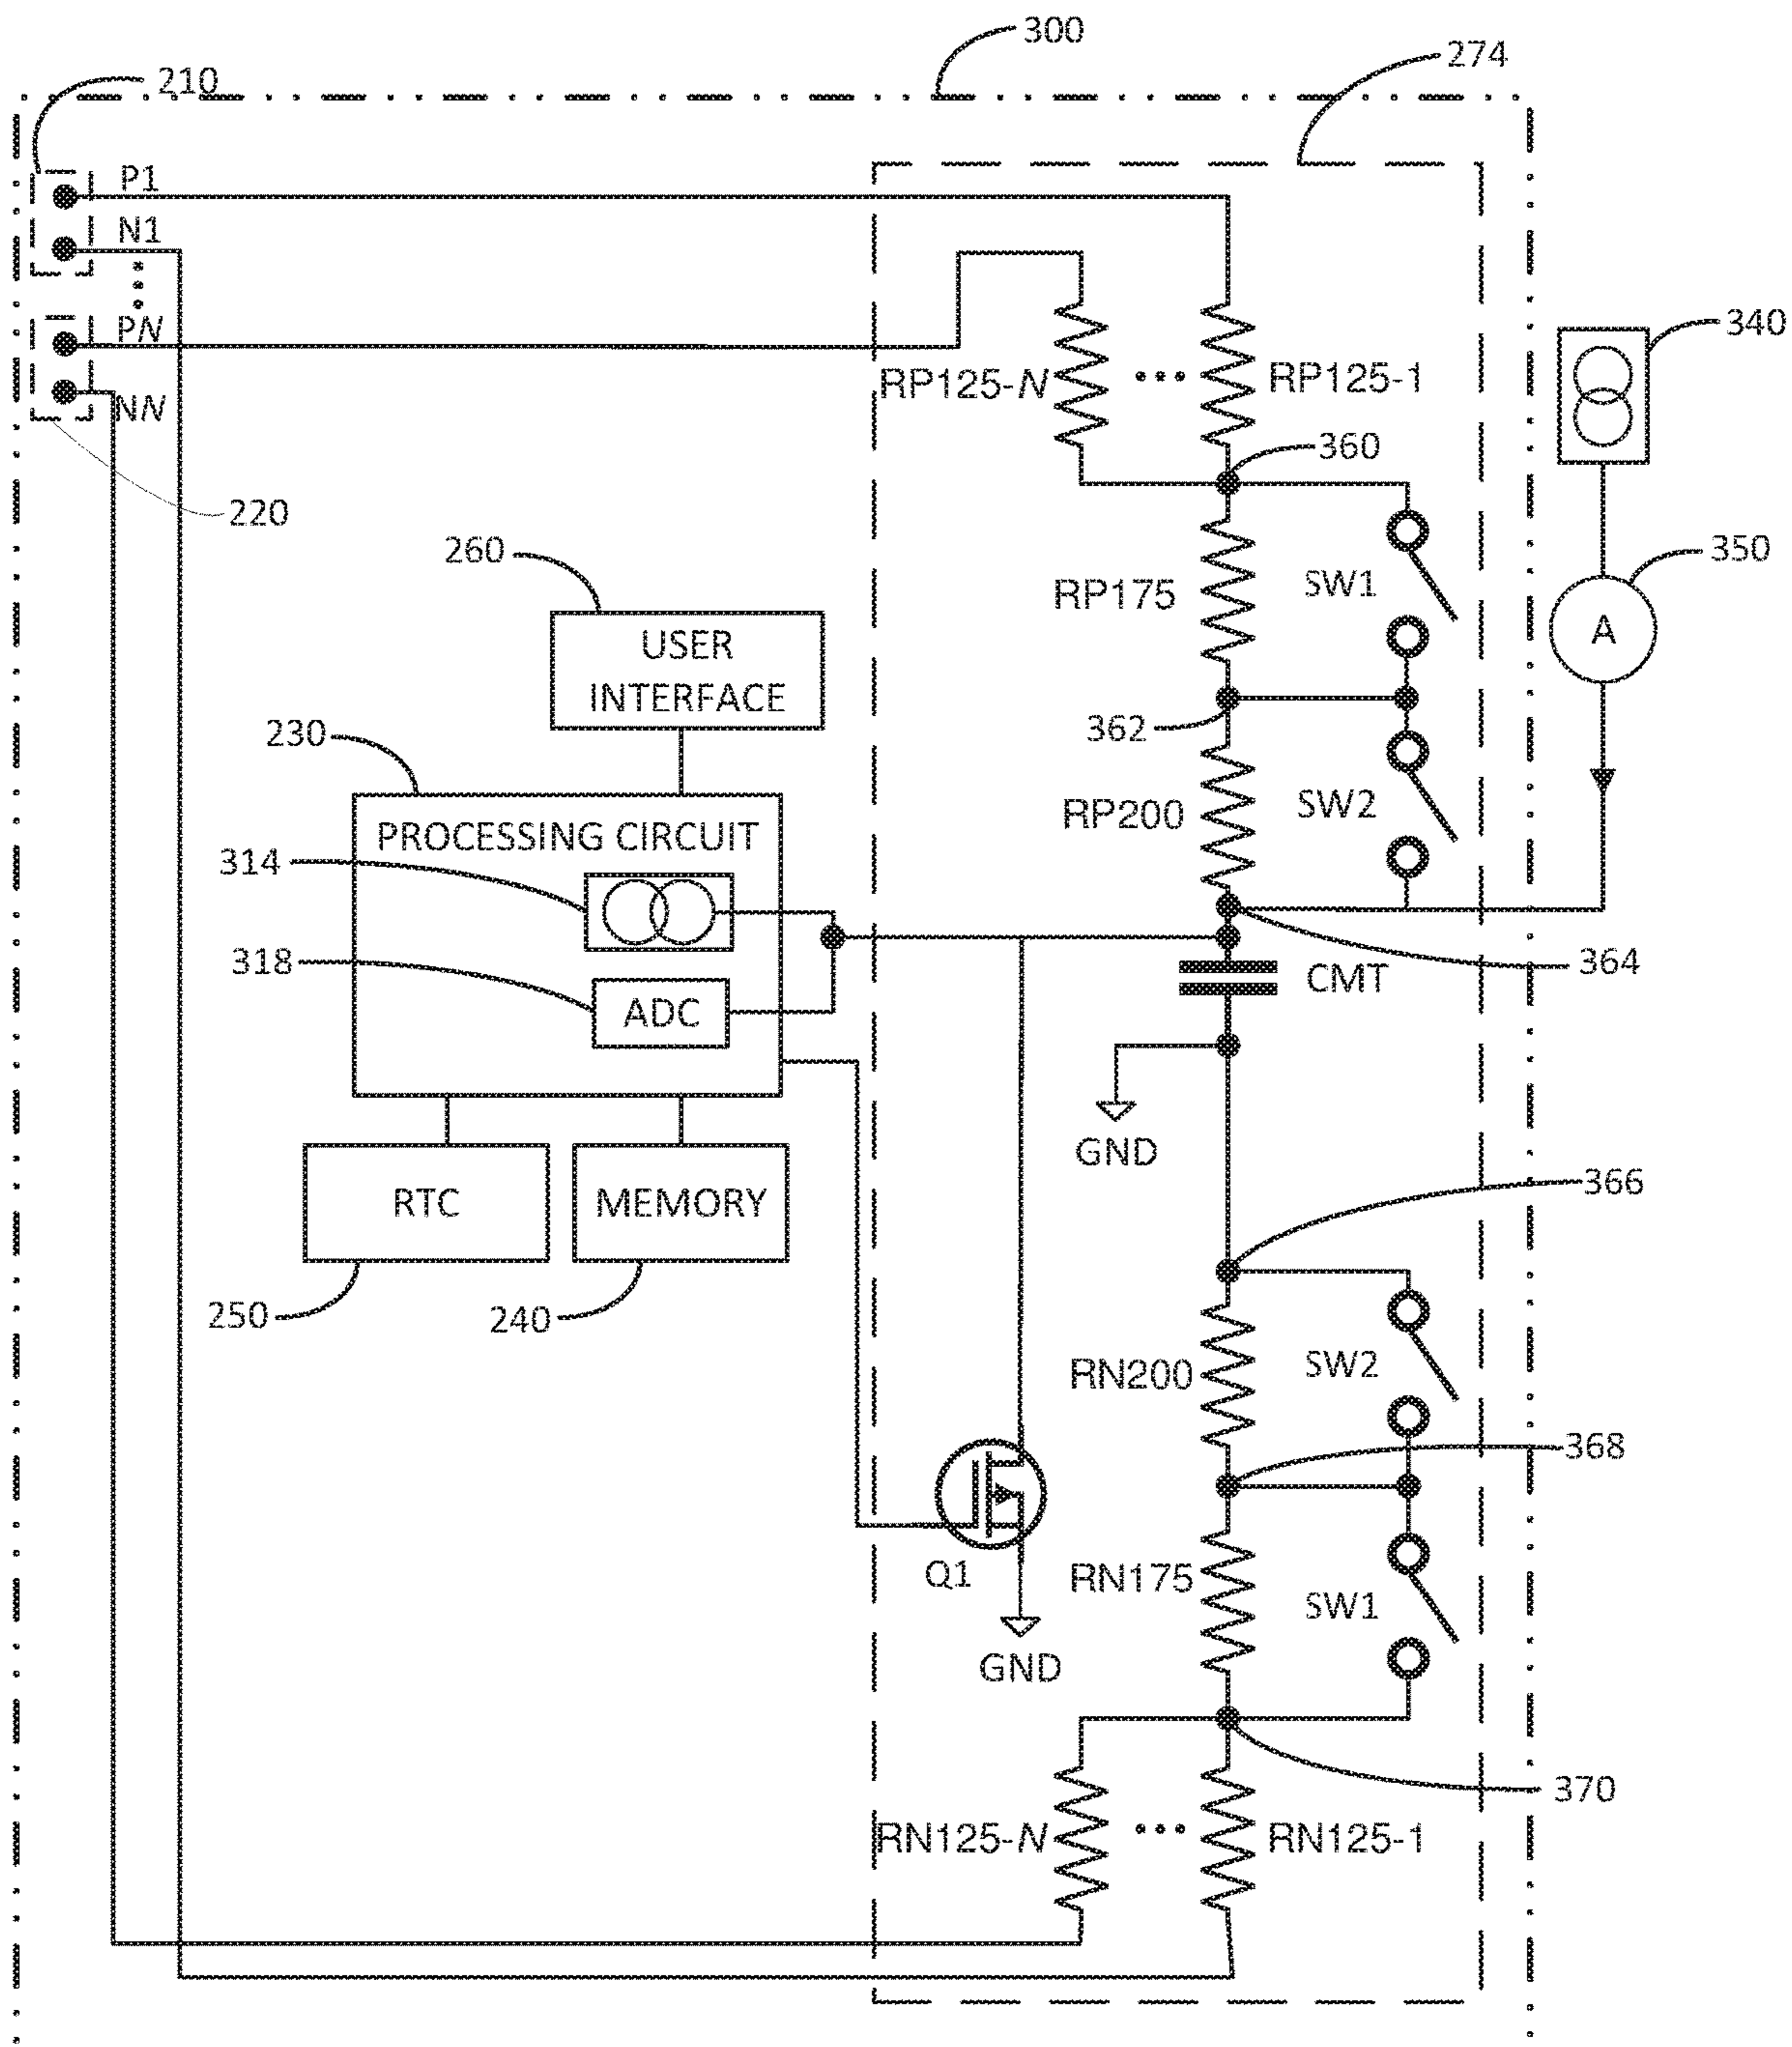 300
274
210
P1
N1
PN
NN
340
RP125-N
RP125-1
360
220
260
350
SW1
RP175
A
USER
INTERFACE
362
230
SW2
RP200
PROCESSING CIRCUIT
314
318
364
CMT
ADC
GND
366
RTC
MEMORY
250
240
SW2
RN200
368
Q1
RN175
SW1
GND
370
RN125-N
RN125-1